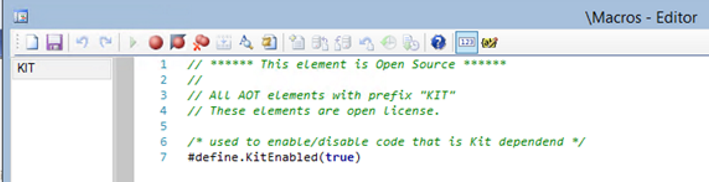 \Macros - Editor
123
KIT
1 // ****** This element is Open Source ******
2 //
3 // All AOT elements with prefix "KIT"
4 // These elements are open license.
5
6 /* used to enable/disable code that is Kit dependend */
7 #define.KitEnabled(true)